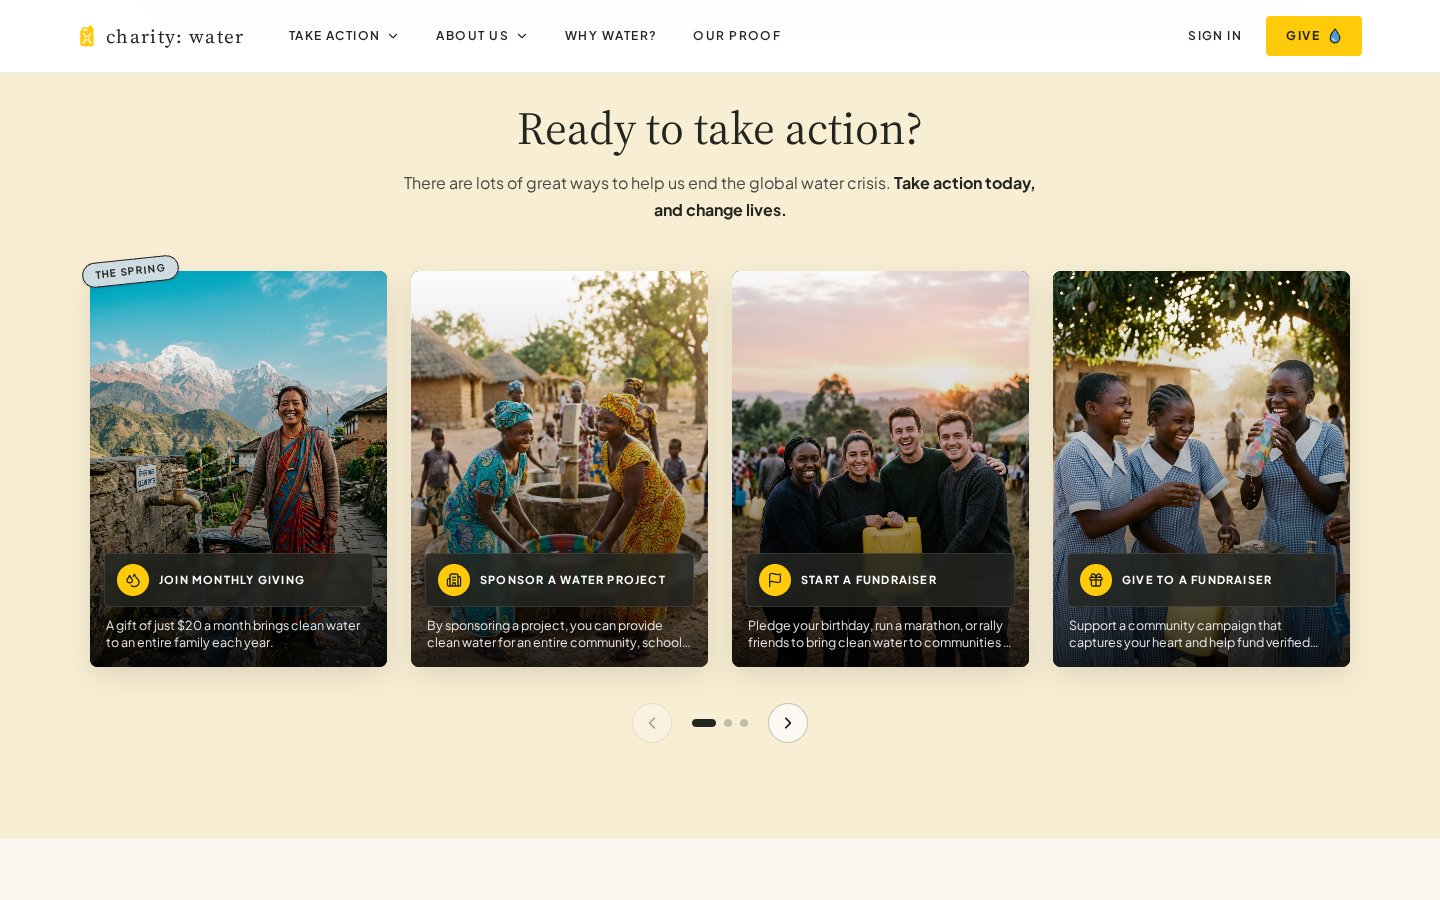 charity: water
TAKE ACTION
ABOUT US
WHY WATER?
OUR PROOF
SIGN IN
GIVE
Ready to take action?
There are lots of great ways to help us end the global water crisis. Take action today,
and change lives.
THE SPRING
JOIN MONTHLY GIVING
A gift of just $20 a month brings clean water
to an entire family each year.
SPONSOR A WATER PROJECT
By sponsoring a project, you can provide
clean water for an entire community, school...
START A FUNDRAISER
Pledge your birthday, run a marathon, or rally
friends to bring clean water to communities ...
GIVE TO A FUNDRAISER
Support a community campaign that
captures your heart and help fund verified...